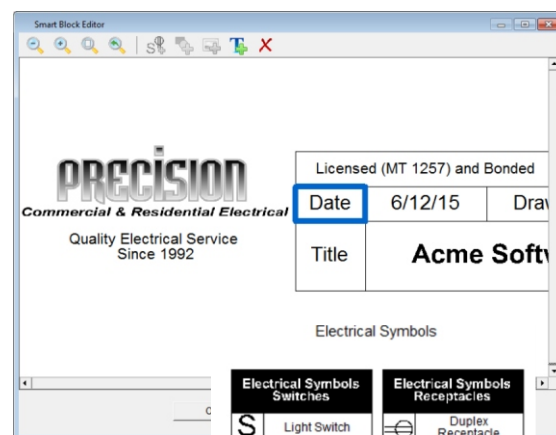 Smart Block Editor
PRECISION
Commercial & Residential Electrical
Quality Electrical Service
Since 1992
Licensed (MT 1257) and Bonded
Date 6/12/15
Title Acme
Electrical Symbols
Electrical Symbols
Switches
Electrical Symbols
Receptacles
S Light Switch
Duplex
Receptacle